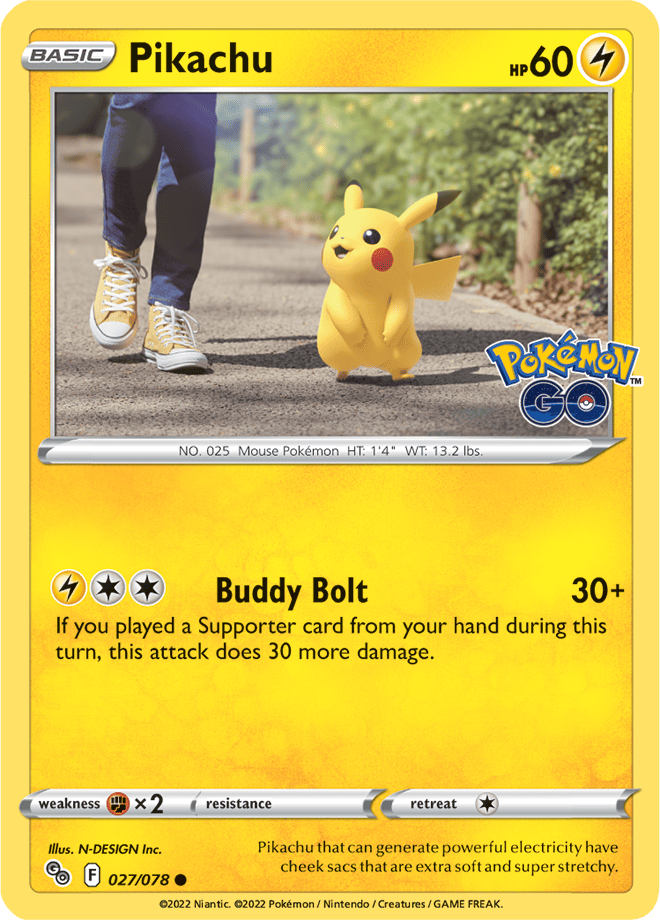 BASIC Pikachu HP60
Pokémon
GO
TM
NO. 025 Mouse Pokémon HT: 1'4" WT: 13.2 lbs.
Buddy Bolt 30+
If you played a Supporter card from your hand during this
turn, this attack does 30 more damage.
weakness ×2 resistance retreat
Illus. N-DESIGN Inc.
Pikachu that can generate powerful electricity have
cheek sacs that are extra soft and super stretchy.
GO F 027/078 ●
©2022 Niantic. ©2022 Pokémon / Nintendo / Creatures / GAME FREAK.